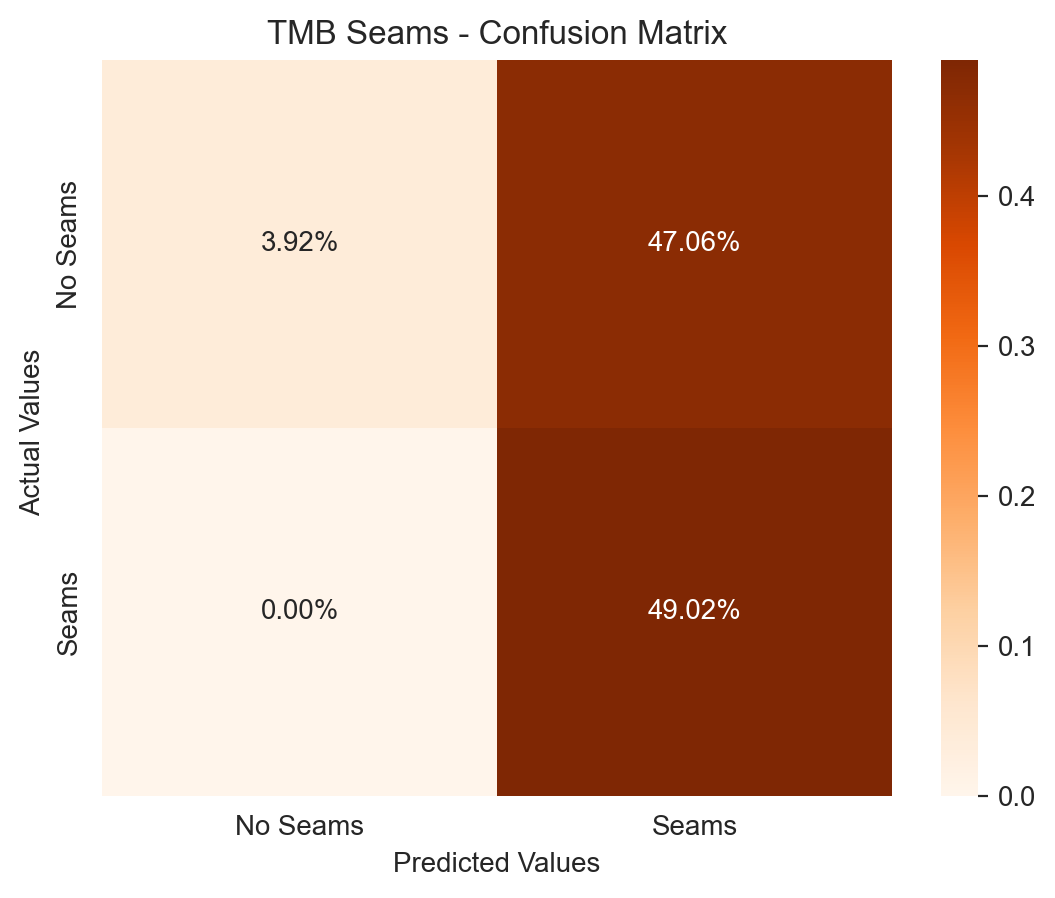 TMB Seams - Confusion Matrix
Actual Values
No Seams
3.92%
47.06%
Seams
0.00%
49.02%
No Seams
Seams
Predicted Values
0.4
0.3
0.2
0.1
0.0